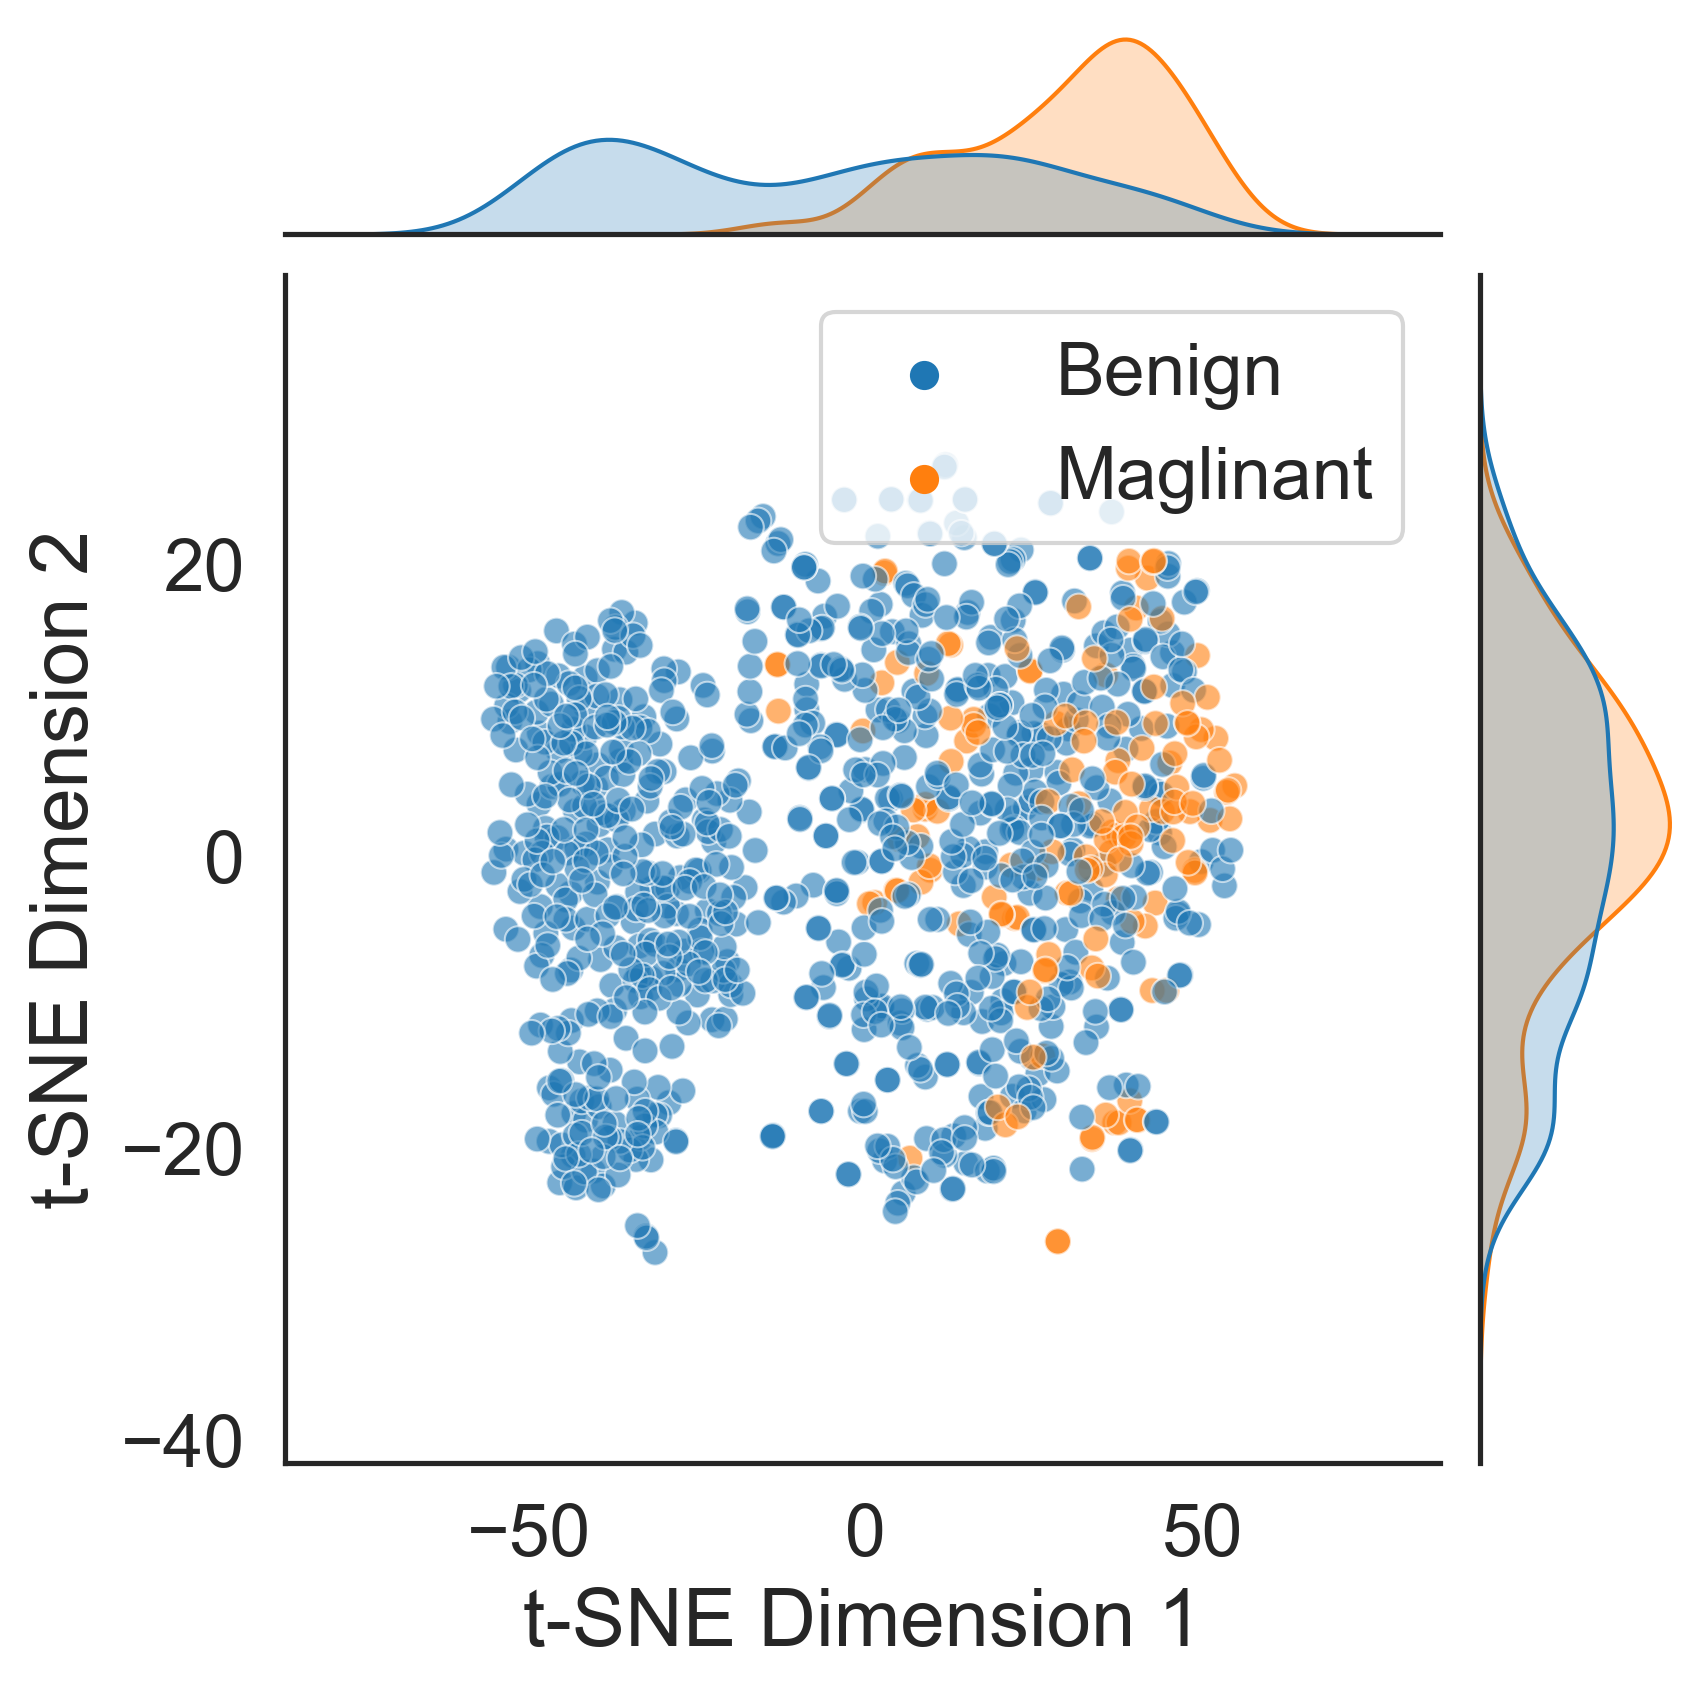 Benign
Maglinant
20
0
−20
−40
t-SNE Dimension 2
−50 0 50
t-SNE Dimension 1